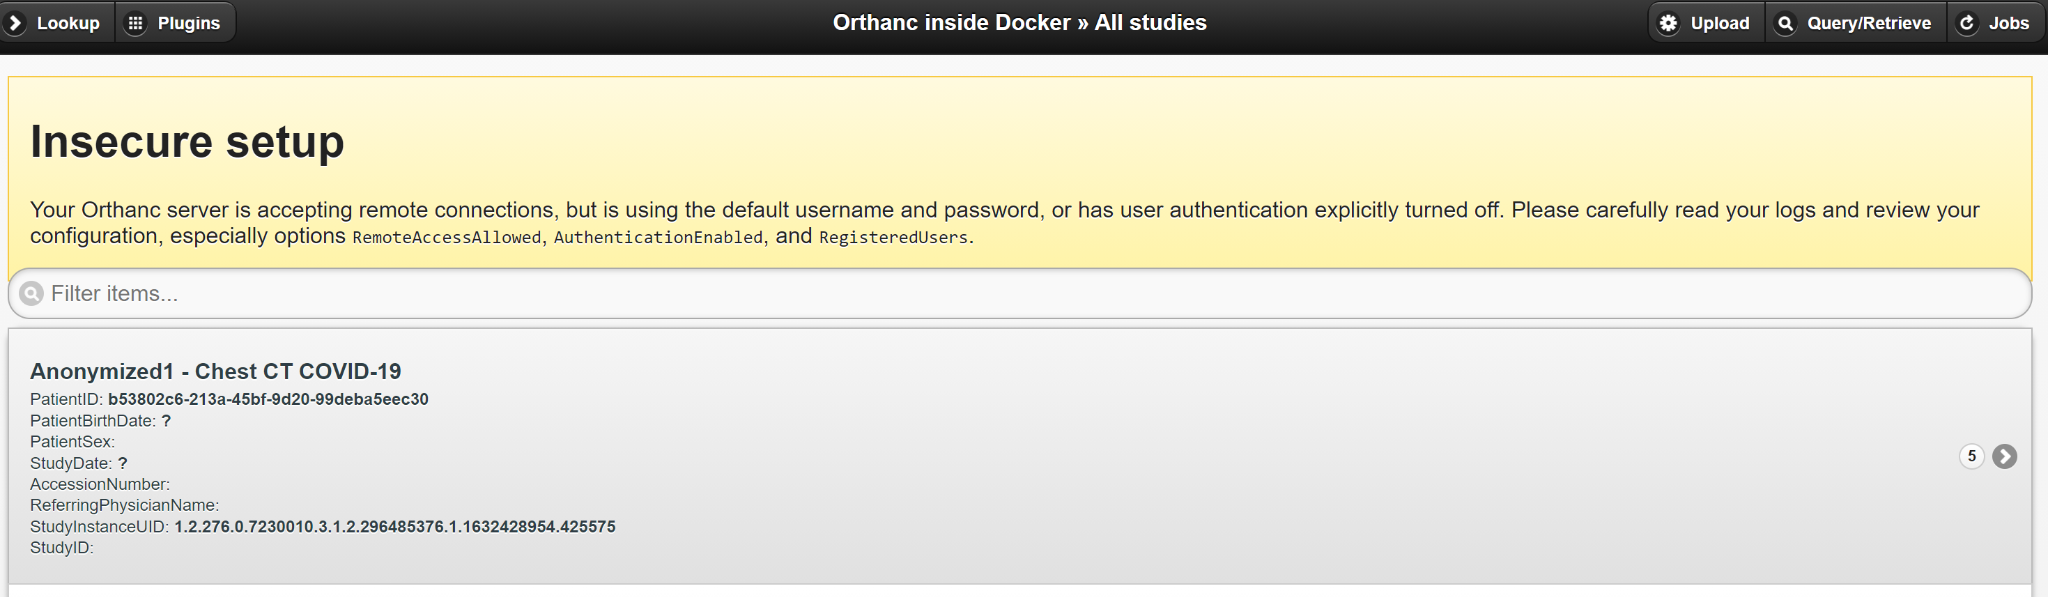 Lookup
Plugins
Orthanc inside Docker » All studies
Upload
Query/Retrieve
Jobs
Insecure setup
Your Orthanc server is accepting remote connections, but is using the default username and password, or has user authentication explicitly turned off. Please carefully read your logs and review your
configuration, especially options RemoteAccessAllowed, AuthenticationEnabled, and RegisteredUsers.
Filter items...
Anonymized1 - Chest CT COVID-19
PatientID: b53802c6-213a-45bf-9d20-99deba5eec30
PatientBirthDate: ?
PatientSex:
StudyDate: ?
5
AccessionNumber:
ReferringPhysicianName:
StudyInstanceUID: 1.2.276.0.7230010.3.1.2.296485376.1.1632428954.425575
StudyID: